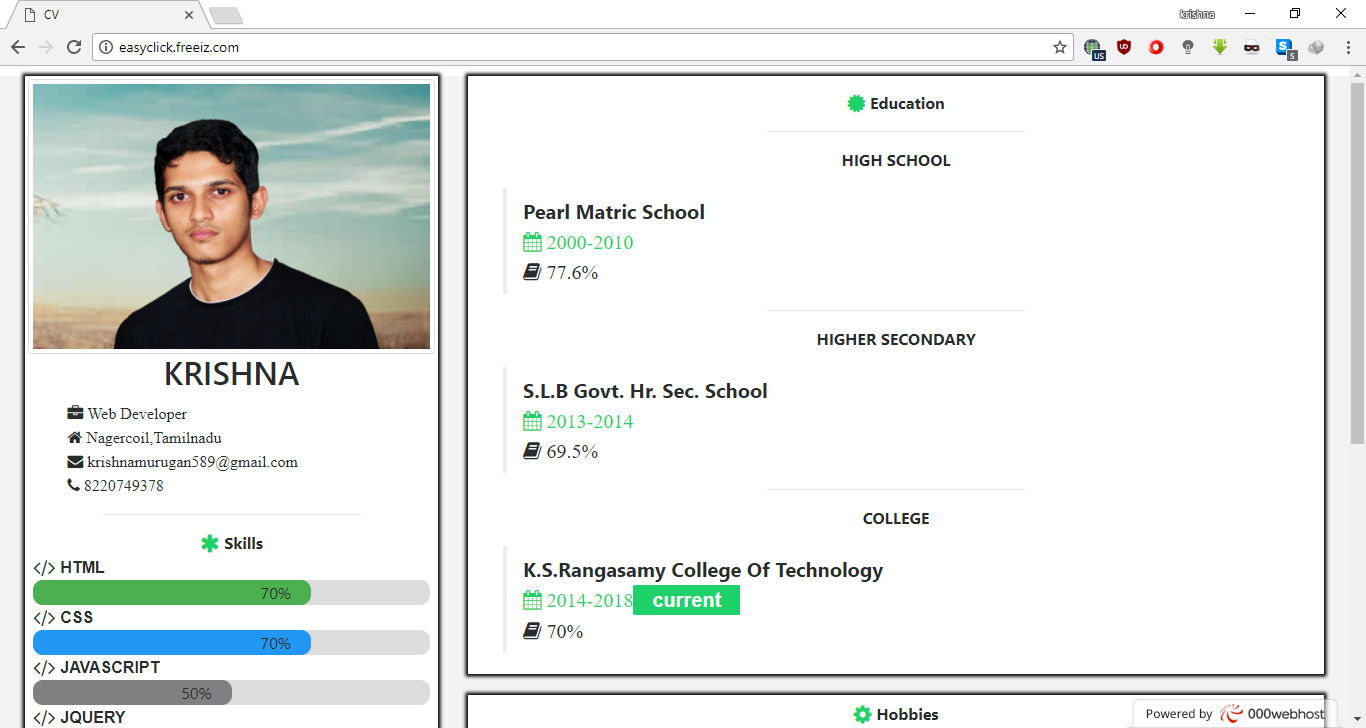 CV
krishna
easyclick.freeiz.com
US
S
5
KRISHNA
Web Developer
Nagercoil,Tamilnadu
krishnamurugan589@gmail.com
8220749378
Skills
</> HTML
70%
</> CSS
70%
</> JAVASCRIPT
50%
</> JQUERY
Education
HIGH SCHOOL
Pearl Matric School
2000-2010
77.6%
HIGHER SECONDARY
S.L.B Govt. Hr. Sec. School
2013-2014
69.5%
COLLEGE
K.S.Rangasamy College Of Technology
2014-2018 current
70%
Hobbies
Powered by 000webhost